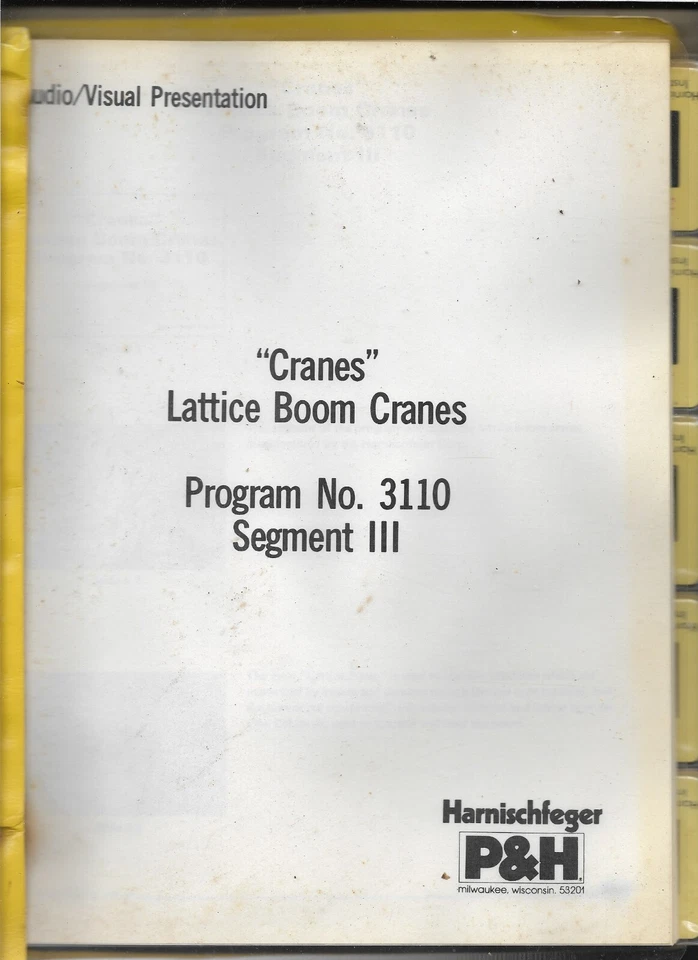 udio/Visual Presentation
“Cranes”
Lattice Boom Cranes
Program No. 3110
Segment III
Harnischfeger
P&H
milwaukee, wisconsin. 53201